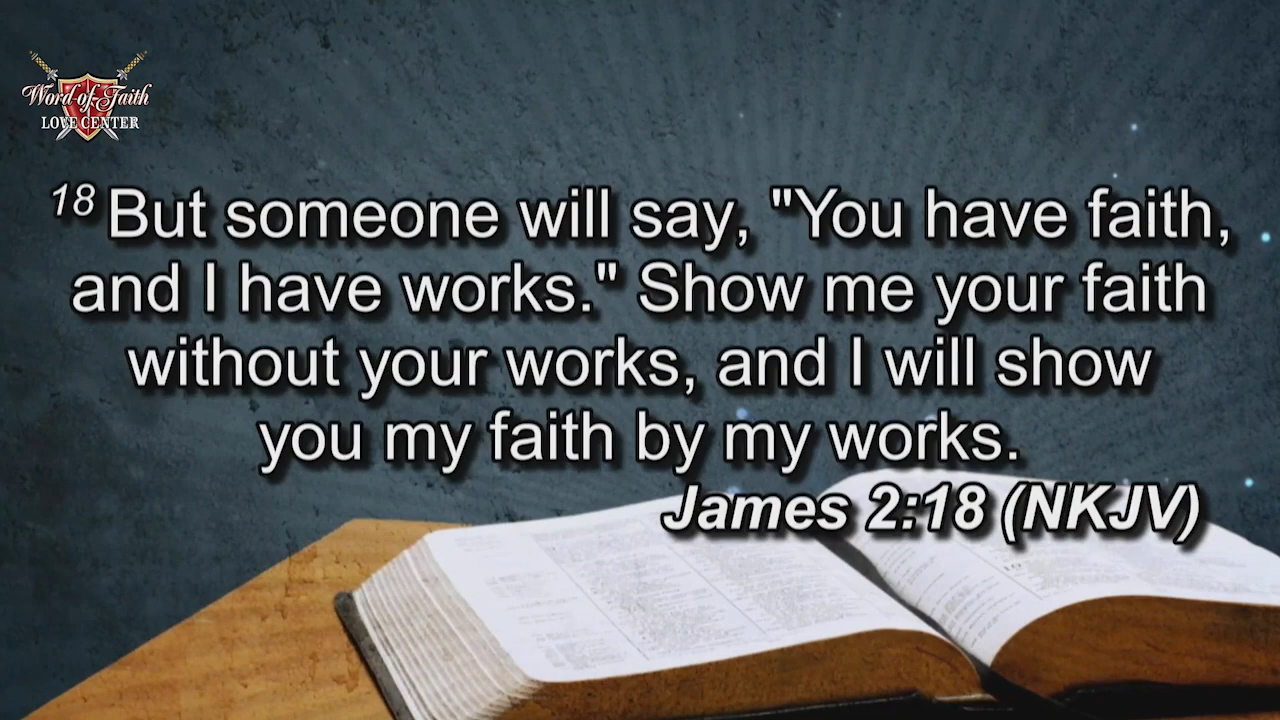 Word of Faith
LOVE CENTER
18 But someone will say, "You have faith,
and I have works." Show me your faith
without your works, and I will show
you my faith by my works.
James 2:18 (NKJV)